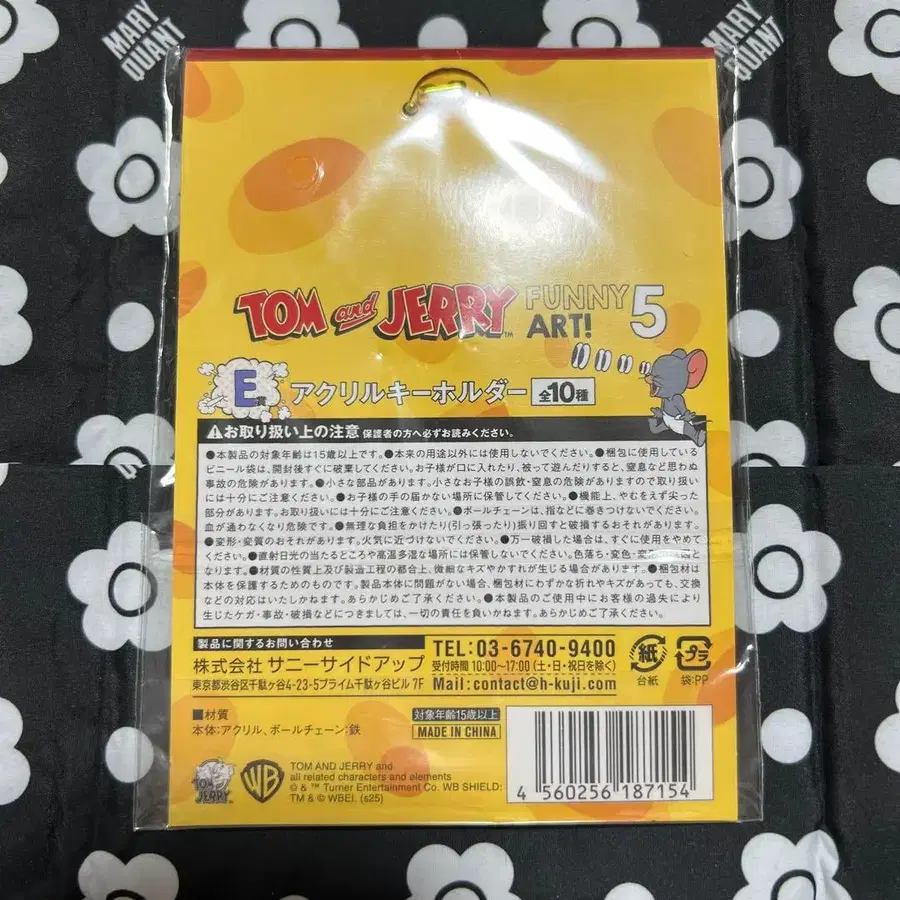 MARY QUANT
MARY QUANT
TOM and JERRY™ FUNNY ART! 5
E賞 アクリルキーホルダー 全10種
お取り扱い上の注意 保護者の方へ必ずお読みください。
●本製品の対象年齢は15歳以上です。●本来の用途以外には使用しないでください。●梱包に使用している
ビニール袋は、開封後すぐに破棄してください。お子様が口に入れたり、被って遊んだりすると、窒息など思わぬ
事故の危険があります。●小さな部品があります。小さなお子様の誤飲・窒息の危険がありますので取り扱い
には十分にご注意ください。●お子様の手の届かない場所に保管してください。●機能上、やむをえず尖った
部分があります。お取り扱いには十分にご注意ください。●ボールチェーンは、指などに巻きつけないでください。
血が通わなくなり危険です。●無理な負担をかけたり(引っ張ったり)振り回すと破損するおそれがあります。
●変形・変質のおそれがあります。火気に近づけないでください。●万一破損した場合は、すぐに使用をやめ
てください。●直射日光の当たるところや高温多湿な場所には保管しないでください。色落ち・変色・変形の原因と
なります。●材質の性質上及び製造工程の都合上、微細なキズやかすれが生じる場合があります。●梱包材は
本体を保護するためのものです。製品本体に問題がない場合、梱包材にわずかな折れやキズがあっても、交換
などの対応はいたしかねます。あらかじめご了承ください。●本製品のご使用中にお客様の過失により
生じたケガ・事故・破損などにつきましては、一切の責任を負いかねます。あらかじめご了承ください。
製品に関するお問い合わせ
株式会社 サニーサイドアップ
東京都渋谷区千駄ヶ谷4-23-5プライム千駄ヶ谷ビル 7F
TEL:03-6740-9400
受付時間 10:00~17:00 (土・日・祝日を除く)
Mail:contact@h-kuji.com
紙
台紙
プラ
袋:PP
■材質
本体:アクリル、ボールチェーン:鉄
対象年齢15歳以上
MADE IN CHINA
TOM and JERRY
WB
TOM AND JERRY and
all related characters and elements
© & ™ Turner Entertainment Co. WB SHIELD:
TM & © WBEI. (s25)
4 560256 187154